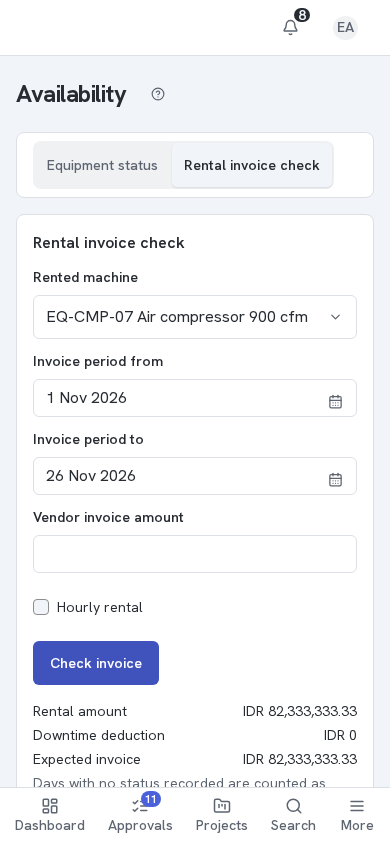 8
EA
Availability
Equipment status
Rental invoice check
Rental invoice check
Rented machine
EQ-CMP-07 Air compressor 900 cfm
Invoice period from
1 Nov 2026
Invoice period to
26 Nov 2026
Vendor invoice amount
Hourly rental
Check invoice
Rental amount IDR 82,333,333.33
Downtime deduction IDR 0
Expected invoice IDR 82,333,333.33
Days with no status recorded are counted as
11
Dashboard Approvals Projects Search More